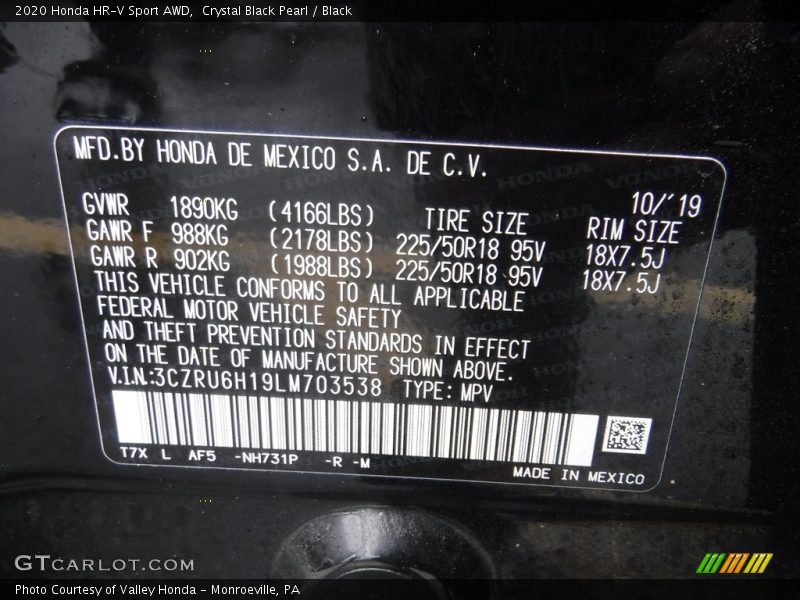 2020 Honda HR-V Sport AWD,  Crystal Black Pearl / Black
MFD.BY HONDA DE MEXICO S.A. DE C.V.
10/'19
GVWR 1890KG (4166LBS) TIRE SIZE RIM SIZE
GAWR F 988KG (2178LBS) 225/50R18 95V 18X7.5J
GAWR R 902KG (1988LBS) 225/50R18 95V 18X7.5J
THIS VEHICLE CONFORMS TO ALL APPLICABLE
FEDERAL MOTOR VEHICLE SAFETY
AND THEFT PREVENTION STANDARDS IN EFFECT
ON THE DATE OF MANUFACTURE SHOWN ABOVE.
V.I.N:3CZRU6H19LM703538 TYPE: MPV
T7X L AF5 -NH731P -R -M
MADE IN MEXICO
GTCARLOT.COM
Photo Courtesy of Valley Honda - Monroeville, PA